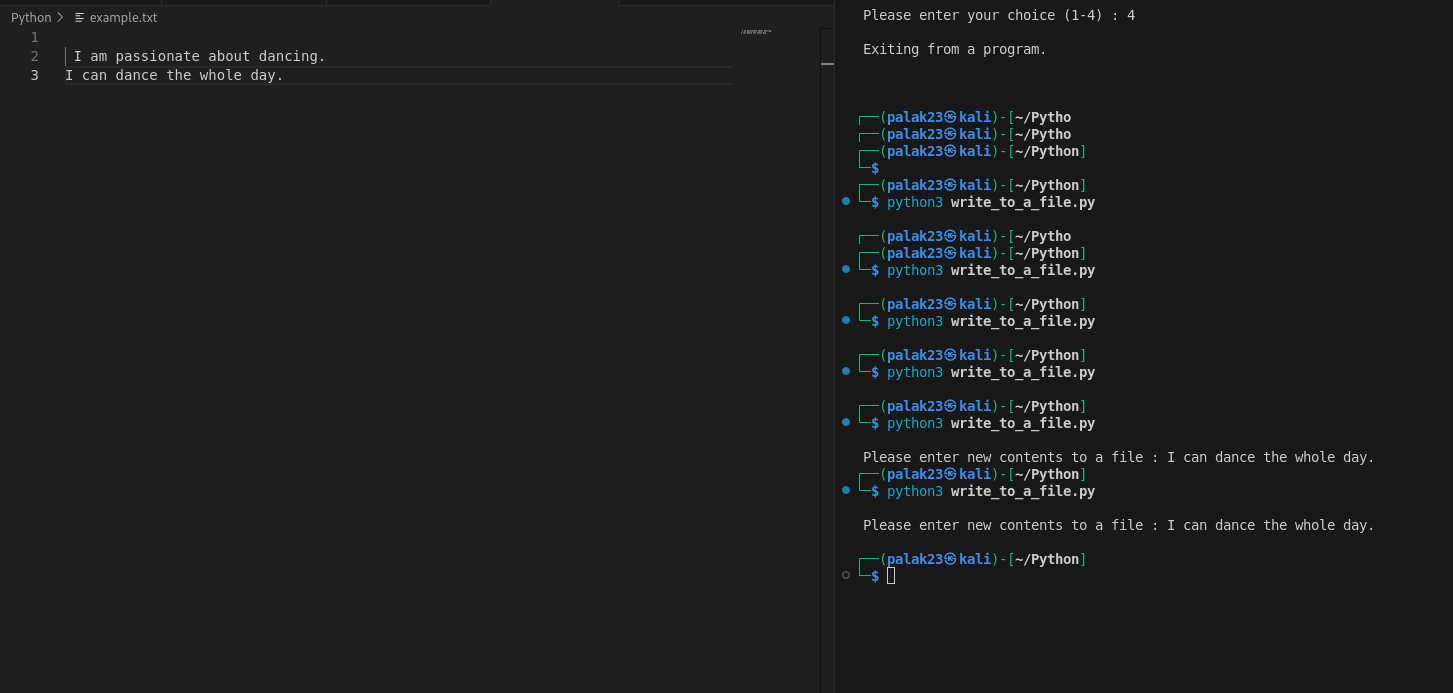 Python > example.txt
1
2 I am passionate about dancing.
3 I can dance the whole day.
Please enter your choice (1-4) : 4
Exiting from a program.
┌──(palak23㉿kali)-[~/Pytho
┌──(palak23㉿kali)-[~/Pytho
┌──(palak23㉿kali)-[~/Python]
└─$
┌──(palak23㉿kali)-[~/Python]
└─$ python3 write_to_a_file.py
┌──(palak23㉿kali)-[~/Pytho
┌──(palak23㉿kali)-[~/Python]
└─$ python3 write_to_a_file.py
┌──(palak23㉿kali)-[~/Python]
└─$ python3 write_to_a_file.py
┌──(palak23㉿kali)-[~/Python]
└─$ python3 write_to_a_file.py
┌──(palak23㉿kali)-[~/Python]
└─$ python3 write_to_a_file.py
Please enter new contents to a file : I can dance the whole day.
┌──(palak23㉿kali)-[~/Python]
└─$ python3 write_to_a_file.py
Please enter new contents to a file : I can dance the whole day.
┌──(palak23㉿kali)-[~/Python]
└─$